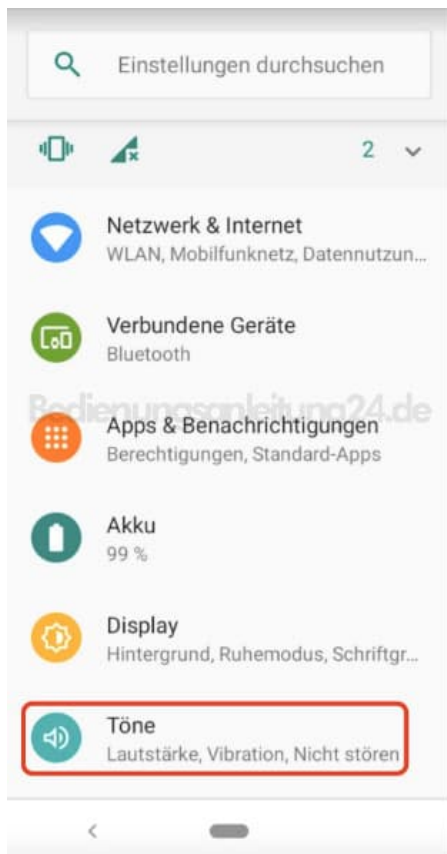 Einstellungen durchsuchen
2
Netzwerk & Internet
WLAN, Mobilfunknetz, Datennutzun...
Verbundene Geräte
Bluetooth
Bedienungsanleitung24.de
Apps & Benachrichtigungen
Berechtigungen, Standard-Apps
Akku
99 %
Display
Hintergrund, Ruhemodus, Schriftgr...
Töne
Lautstärke, Vibration, Nicht stören